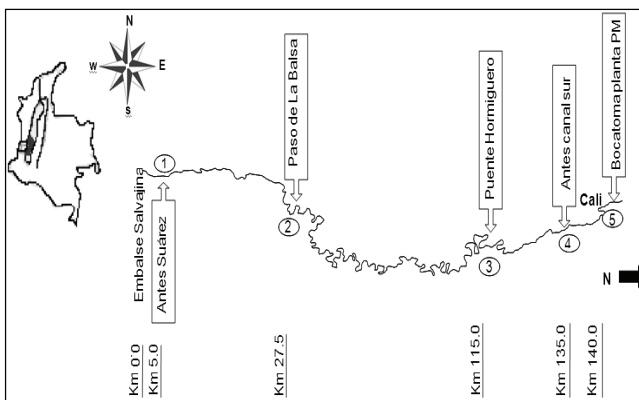 N
W
E
S
Paso de La Balsa
Puente Hormiguero
Antes canal sur
Bocatomaplanta PM
1
Embalse Salvajina
Antes Suárez
2
3
4
Cali
5
N
Km 0.0
Km 5.0
Km 27.5
Km 115.0
Km 135.0
Km 140.0